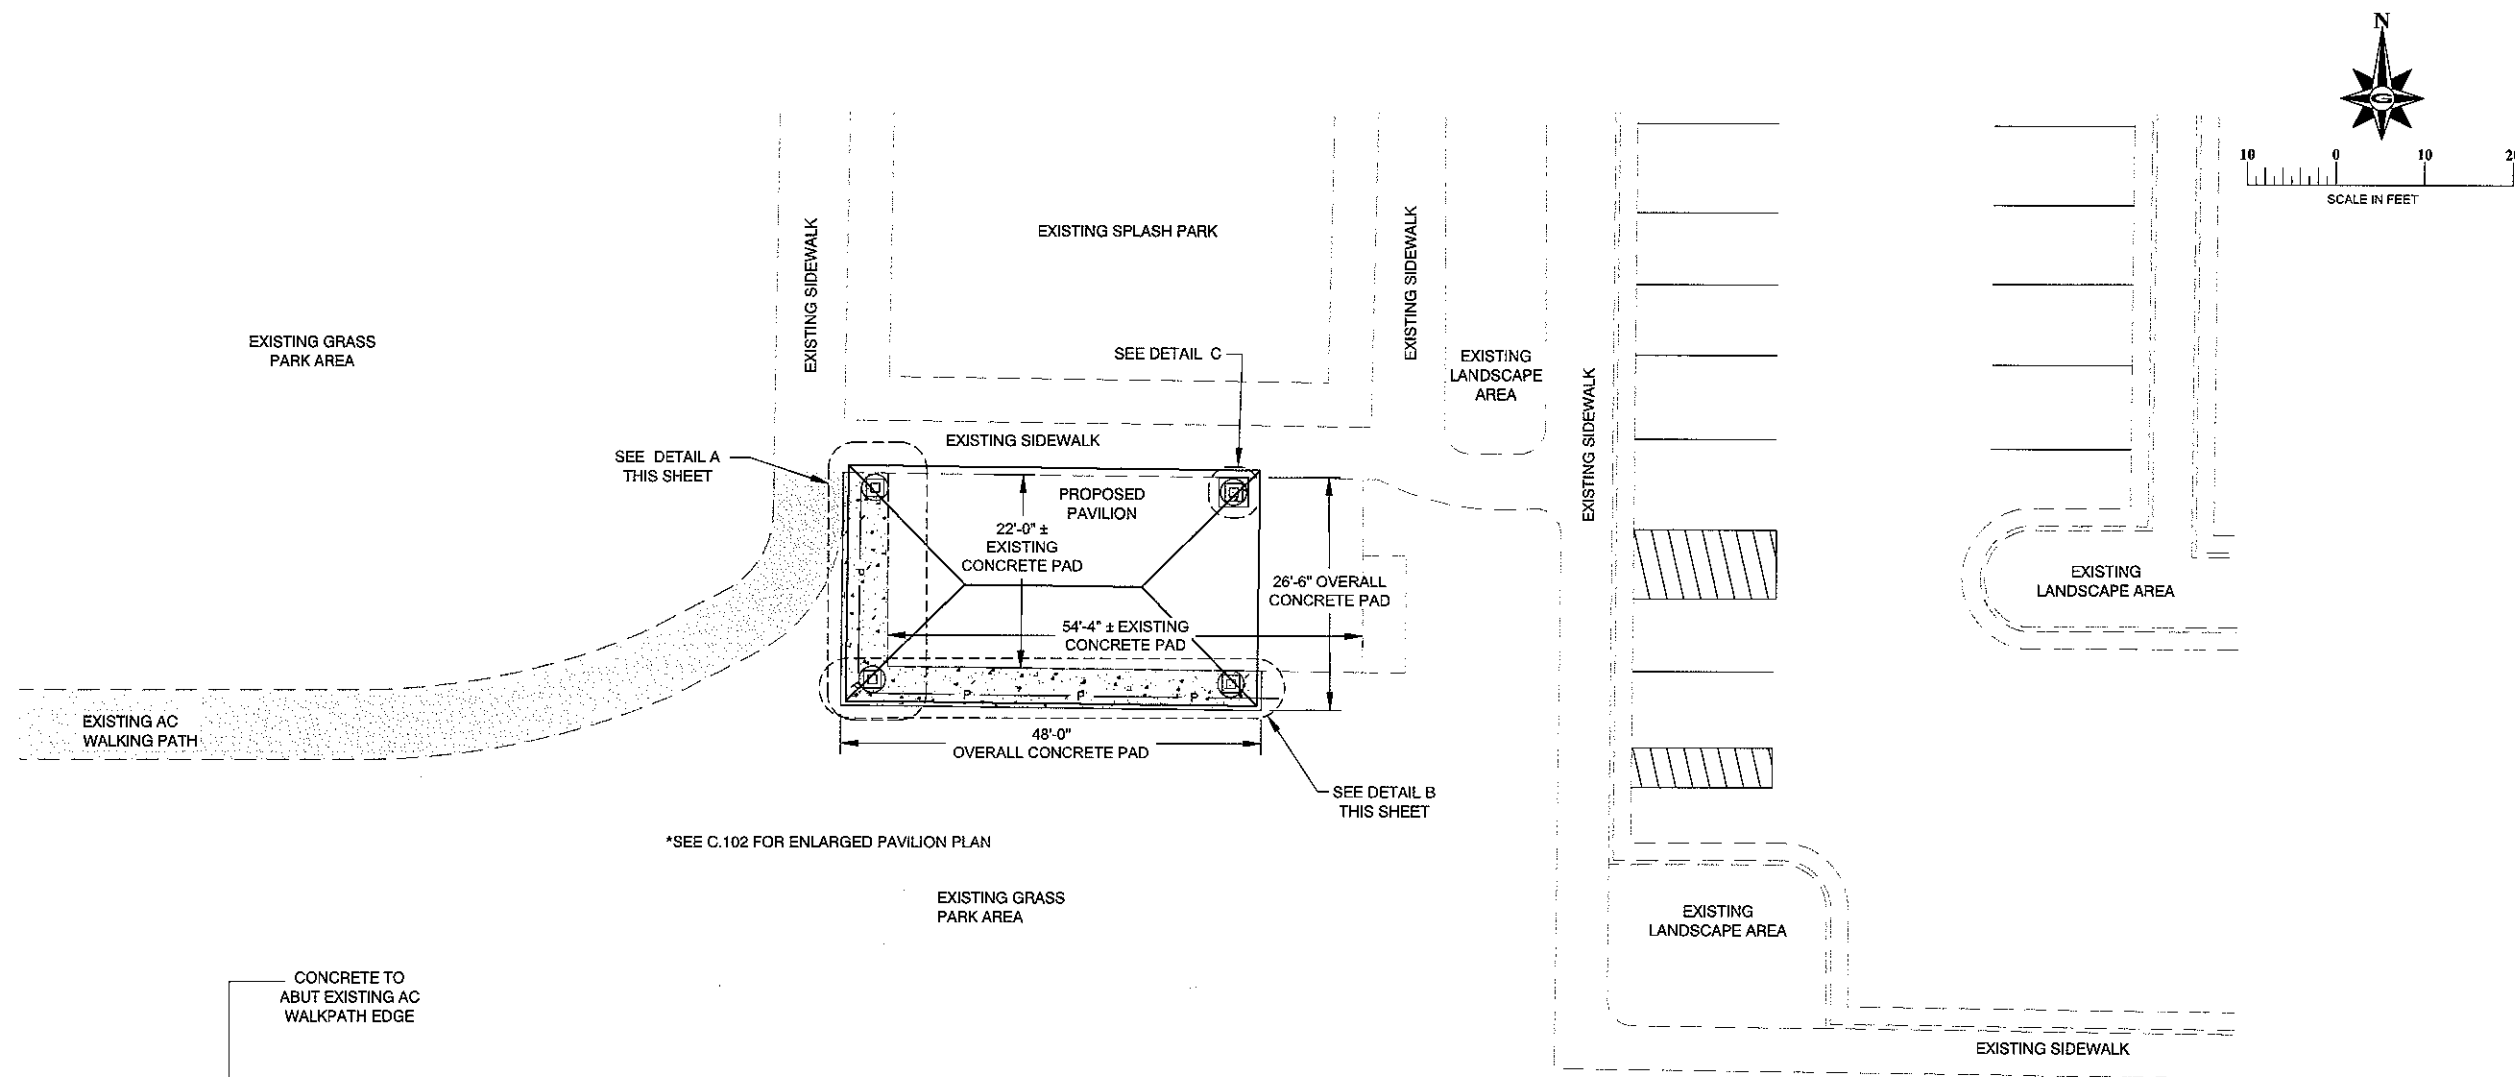 N
G
10 0 10
SCALE IN FEET
EXISTING SPLASH PARK
EXISTING SIDEWALK
EXISTING SIDEWALK
EXISTING GRASS
PARK AREA
SEE DETAIL C
EXISTING
LANDSCAPE
AREA
EXISTING SIDEWALK
EXISTING SIDEWALK
SEE DETAIL A
THIS SHEET
PROPOSED
PAVILION
22'-0" ±
EXISTING
CONCRETE PAD
26'-6" OVERALL
CONCRETE PAD
EXISTING
LANDSCAPE AREA
54'-4" ± EXISTING
CONCRETE PAD
P
P P P
EXISTING AC
WALKING PATH
48'-0"
OVERALL CONCRETE PAD
SEE DETAIL B
THIS SHEET
*SEE C.102 FOR ENLARGED PAVILION PLAN
EXISTING GRASS
PARK AREA
EXISTING
LANDSCAPE AREA
CONCRETE TO
ABUT EXISTING AC
WALKPATH EDGE
EXISTING SIDEWALK